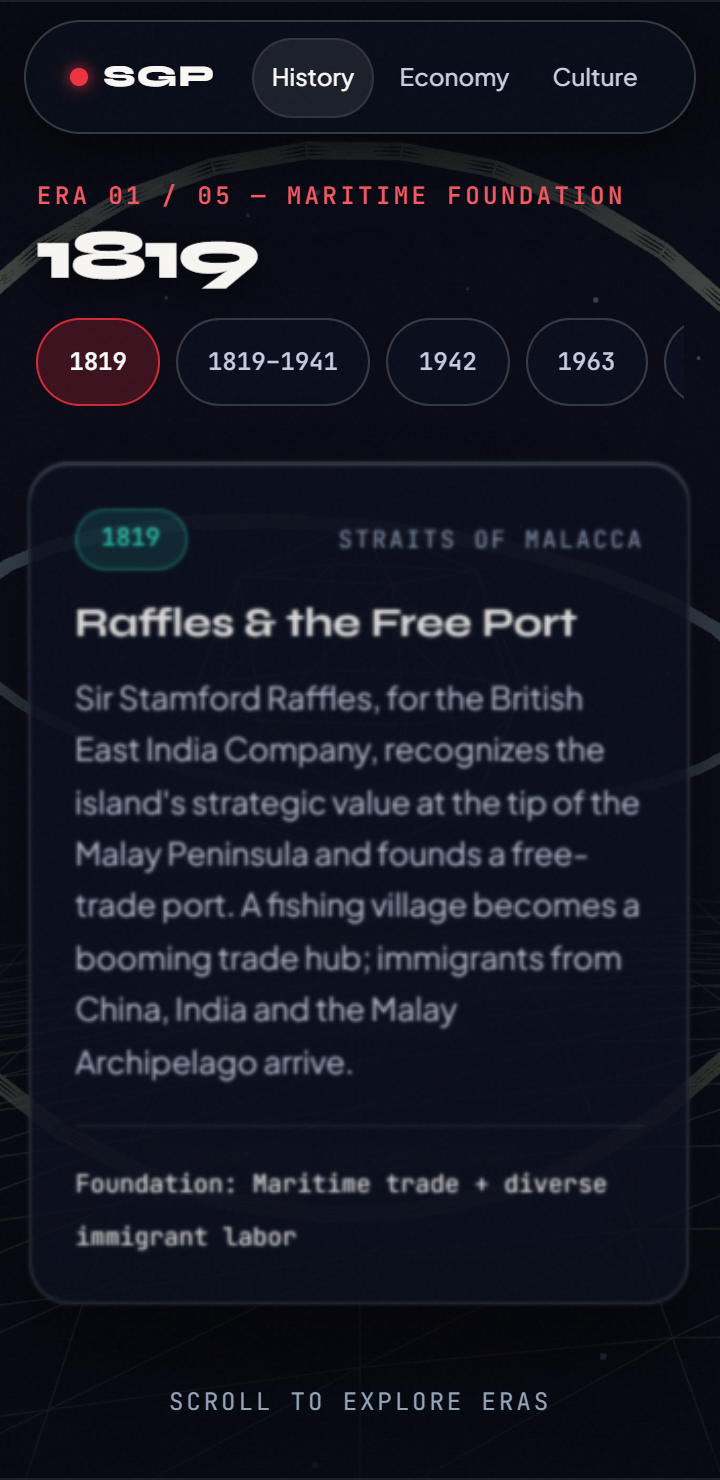 SGP History Economy Culture
ERA 01 / 05 — MARITIME FOUNDATION
1819
1819 1819–1941 1942 1963
1819 STRAITS OF MALACCA
Raffles & the Free Port
Sir Stamford Raffles, for the British
East India Company, recognizes the
island's strategic value at the tip of the
Malay Peninsula and founds a free-
trade port. A fishing village becomes a
booming trade hub; immigrants from
China, India and the Malay
Archipelago arrive.
Foundation: Maritime trade + diverse
immigrant labor
SCROLL TO EXPLORE ERAS